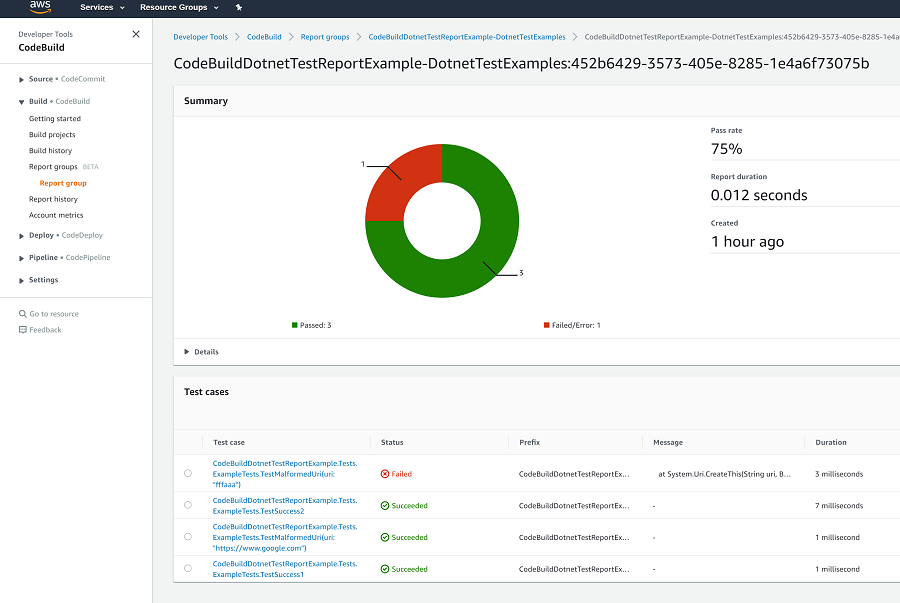 aws
Services
Resource Groups
Developer Tools
CodeBuild
Source • CodeCommit
Build • CodeBuild
Getting started
Build projects
Build history
Report groups BETA
Report group
Report history
Account metrics
Deploy • CodeDeploy
Pipeline • CodePipeline
Settings
Go to resource
Feedback
Developer Tools
CodeBuild
Report groups
CodeBuildDotnetTestReportExample-DotnetTestExamples
CodeBuildDotnetTestReportExample-DotnetTestExamples:452b6429-3573-405e-8285-1e4a
CodeBuildDotnetTestReportExample-DotnetTestExamples:452b6429-3573-405e-8285-1e4a6f73075b
Summary
1
3
Passed: 3
Failed/Error: 1
Pass rate
75%
Report duration
0.012 seconds
Created
1 hour ago
Details
Test cases
Test case Status Prefix Message Duration
CodeBuildDotnetTestReportExample.Tests.
ExampleTests.TestMalformedUri(uri:
"fffaaa")
Failed
CodeBuildDotnetTestReportEx...
at System.Uri.CreateThis(String uri, B...
3 milliseconds
CodeBuildDotnetTestReportExample.Tests.
ExampleTests.TestSuccess2
Succeeded
CodeBuildDotnetTestReportEx...
-
7 milliseconds
CodeBuildDotnetTestReportExample.Tests.
ExampleTests.TestMalformedUri(uri:
"https://www.google.com")
Succeeded
CodeBuildDotnetTestReportEx...
-
1 millisecond
CodeBuildDotnetTestReportExample.Tests.
ExampleTests.TestSuccess1
Succeeded
CodeBuildDotnetTestReportEx...
-
1 millisecond